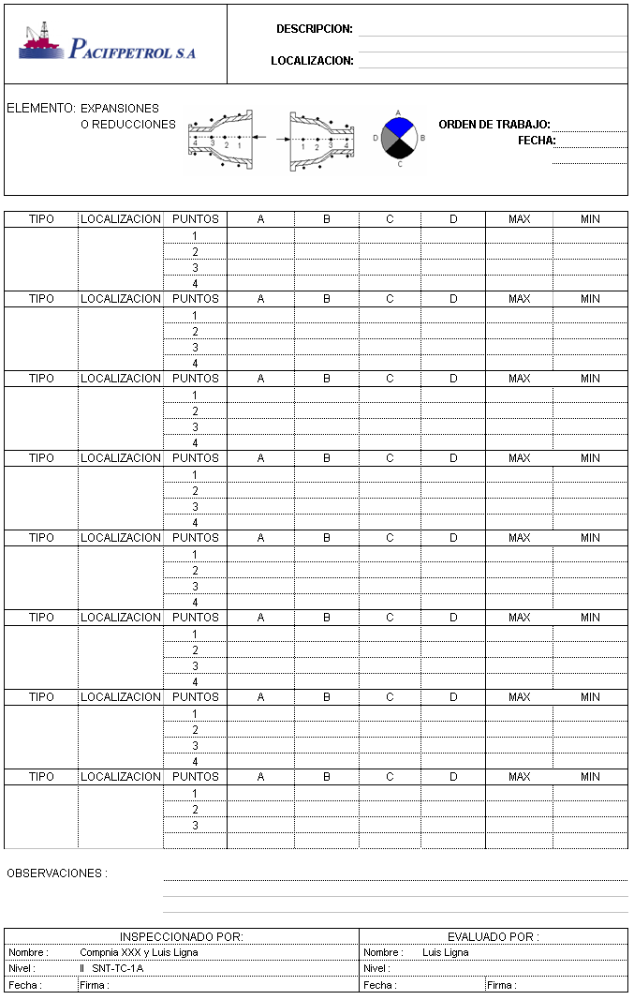 PACIFPETROL S.A
DESCRIPCION:
LOCALIZACION:
ELEMENTO: EXPANSIONES
O REDUCCIONES
4 3 2 1
1 2 3 4
A
D B
C
ORDEN DE TRABAJO:
FECHA:
TIPO LOCALIZACION PUNTOS A B C D MAX MIN
1
2
3
4
TIPO LOCALIZACION PUNTOS A B C D MAX MIN
1
2
3
4
TIPO LOCALIZACION PUNTOS A B C D MAX MIN
1
2
3
4
TIPO LOCALIZACION PUNTOS A B C D MAX MIN
1
2
3
4
TIPO LOCALIZACION PUNTOS A B C D MAX MIN
1
2
3
4
TIPO LOCALIZACION PUNTOS A B C D MAX MIN
1
2
3
4
TIPO LOCALIZACION PUNTOS A B C D MAX MIN
1
2
3
4
TIPO LOCALIZACION PUNTOS A B C D MAX MIN
1
2
3
OBSERVACIONES :
INSPECCIONADO POR: EVALUADO POR :
Nombre : Compnia XXX y Luis Ligna Nombre : Luis Ligna
Nivel : II SNT-TC-1A Nivel :
Fecha : Firma : Fecha : Firma :